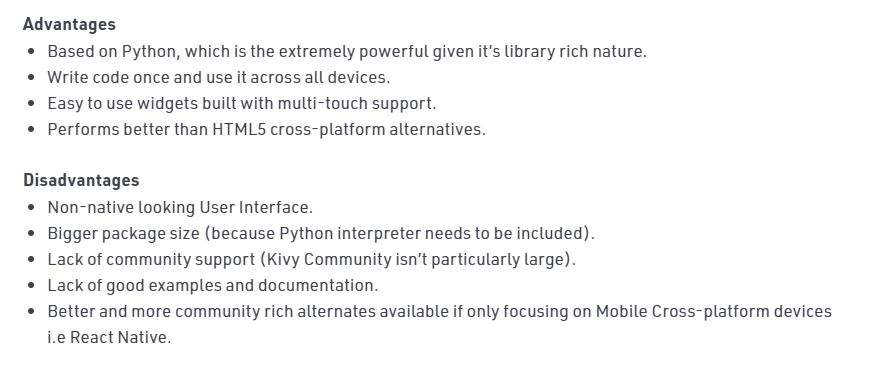 Advantages
• Based on Python, which is the extremely powerful given it's library rich nature.
• Write code once and use it across all devices.
• Easy to use widgets built with multi-touch support.
• Performs better than HTML5 cross-platform alternatives.
Disadvantages
• Non-native looking User Interface.
• Bigger package size (because Python interpreter needs to be included).
• Lack of community support (Kivy Community isn't particularly large).
• Lack of good examples and documentation.
• Better and more community rich alternates available if only focusing on Mobile Cross-platform devices
i.e React Native.